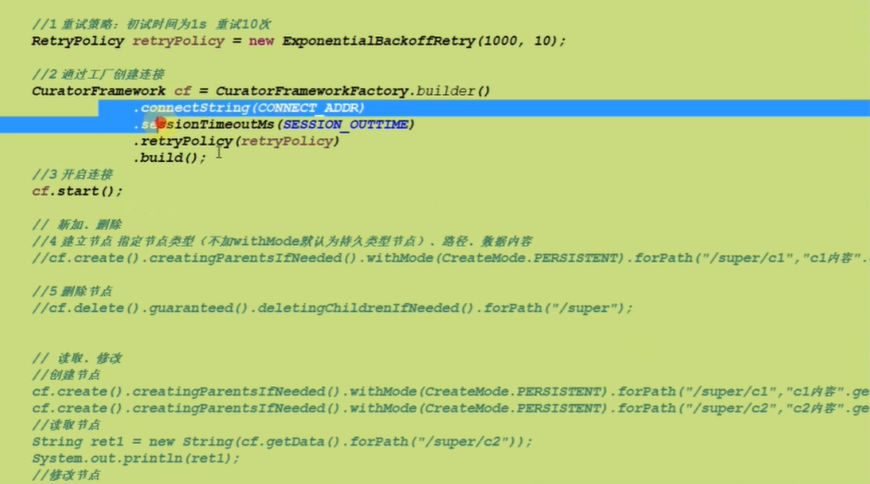 //1 重试策略：初试时间为1s 重试10次
RetryPolicy retryPolicy = new ExponentialBackoffRetry(1000, 10);
//2 通过工厂创建连接
CuratorFramework cf = CuratorFrameworkFactory.builder()
.connectString(CONNECT_ADDR)
.sessionTimeoutMs(SESSION_OUTTIME)
.retryPolicy(retryPolicy)
.build();
//3 开启连接
cf.start();
// 新加、删除
//4 建立节点 指定节点类型（不加withMode默认为持久类型节点）、路径、数据内容
//cf.create().creatingParentsIfNeeded().withMode(CreateMode.PERSISTENT).forPath("/super/c1","c1内容".
//5 删除节点
//cf.delete().guaranteed().deletingChildrenIfNeeded().forPath("/super");
// 读取、修改
//创建节点
cf.create().creatingParentsIfNeeded().withMode(CreateMode.PERSISTENT).forPath("/super/c1","c1内容".ge
cf.create().creatingParentsIfNeeded().withMode(CreateMode.PERSISTENT).forPath("/super/c2","c2内容".ge
//读取节点
String ret1 = new String(cf.getData().forPath("/super/c2"));
System.out.println(ret1);
//修改节点